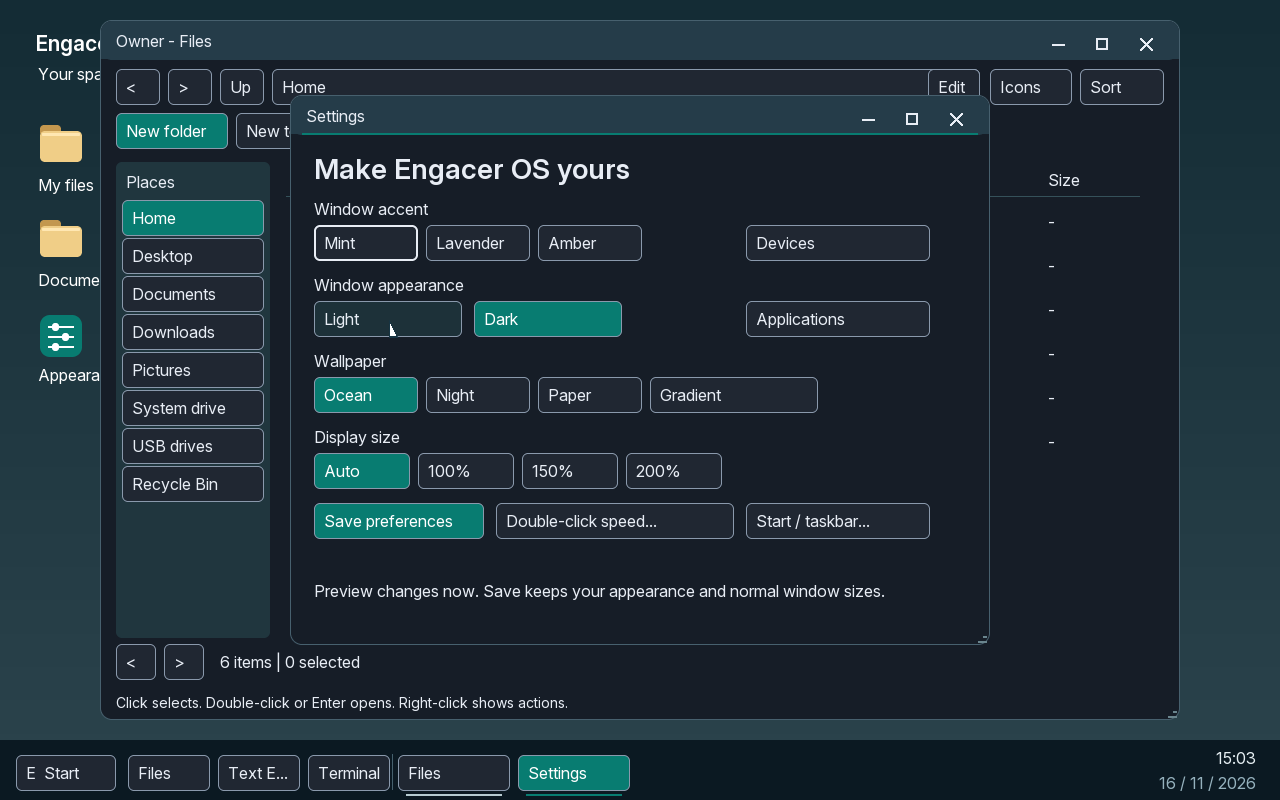 Engac
Your spa
My files
Docume
Appeara
Owner - Files
< > Up Home Edit Icons Sort
New folder New t
Places
Home
Desktop
Documents
Downloads
Pictures
System drive
USB drives
Recycle Bin
Size
-
-
-
-
-
-
Settings
Make Engacer OS yours
Window accent
Mint Lavender Amber Devices
Window appearance
Light Dark Applications
Wallpaper
Ocean Night Paper Gradient
Display size
Auto 100% 150% 200%
Save preferences Double-click speed... Start / taskbar...
Preview changes now. Save keeps your appearance and normal window sizes.
< > 6 items | 0 selected
Click selects. Double-click or Enter opens. Right-click shows actions.
E Start Files Text E... Terminal Files Settings
15:03
16 / 11 / 2026